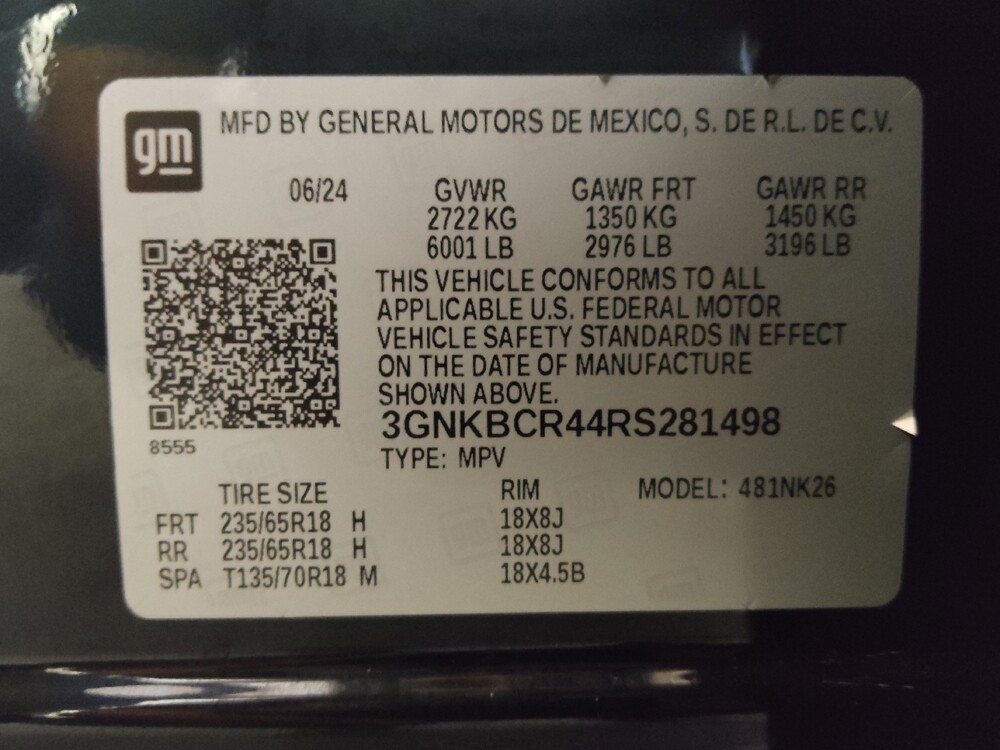 gm
MFD BY GENERAL MOTORS DE MEXICO, S. DE R.L. DE C.V.
06/24 GVWR GAWR FRT GAWR RR
2722 KG 1350 KG 1450 KG
6001 LB 2976 LB 3196 LB
THIS VEHICLE CONFORMS TO ALL
APPLICABLE U.S. FEDERAL MOTOR
VEHICLE SAFETY STANDARDS IN EFFECT
ON THE DATE OF MANUFACTURE
SHOWN ABOVE.
3GNKBCR44RS281498
8555
TYPE: MPV
TIRE SIZE RIM MODEL: 481NK26
FRT 235/65R18 H 18X8J
RR 235/65R18 H 18X8J
SPA T135/70R18 M 18X4.5B